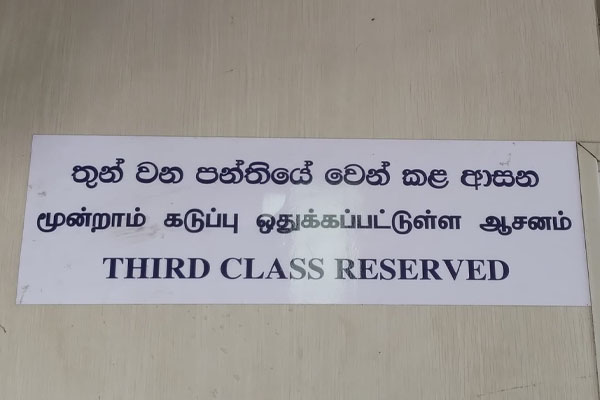 තුන් වන පන්තියේ වෙන් කළ ආසන
மூன்றாம் கடுப்பு ஒதுக்கப்பட்டுள்ள ஆசனம்
THIRD CLASS RESERVED